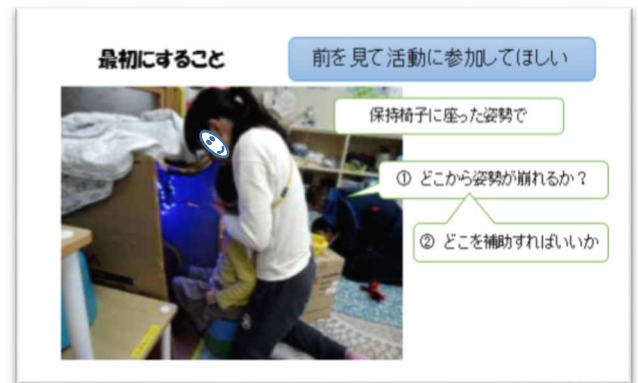 最初にすること
前を見て活動に参加してほしい
保持椅子に座った姿勢で
① どこから姿勢が崩れるか？
② どこを補助すればいいか